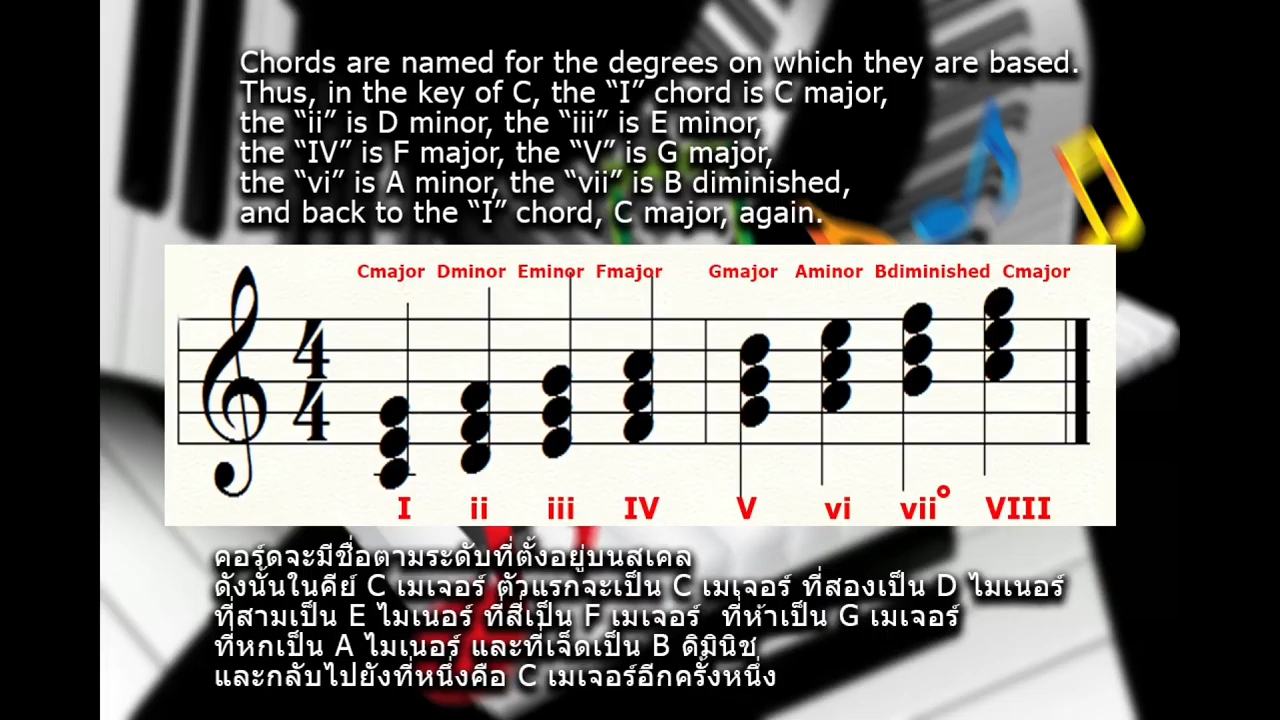 Chords are named for the degrees on which they are based.
Thus, in the key of C, the “I” chord is C major,
the “ii” is D minor, the “iii” is E minor,
the “IV” is F major, the “V” is G major,
the “vi” is A minor, the “vii” is B diminished,
and back to the “I” chord, C major, again.
Cmajor Dminor Eminor Fmajor Gmajor Aminor Bdiminished Cmajor
4
4
I ii iii IV V vi vii° VIII
คอร์ดจะมีชื่อตามระดับที่ตั้งอยู่บนสเคล
ดังนั้นในคีย์ C เมเจอร์ ตัวแรกจะเป็น C เมเจอร์ ที่สองเป็น D ไมเนอร์
ที่สามเป็น E ไมเนอร์ ที่สี่เป็น F เมเจอร์ ที่ห้าเป็น G เมเจอร์
ที่หกเป็น A ไมเนอร์ และที่เจ็ดเป็น B ดิมินิช
และกลับไปยังที่หนึ่งคือ C เมเจอร์อีกครั้งหนึ่ง